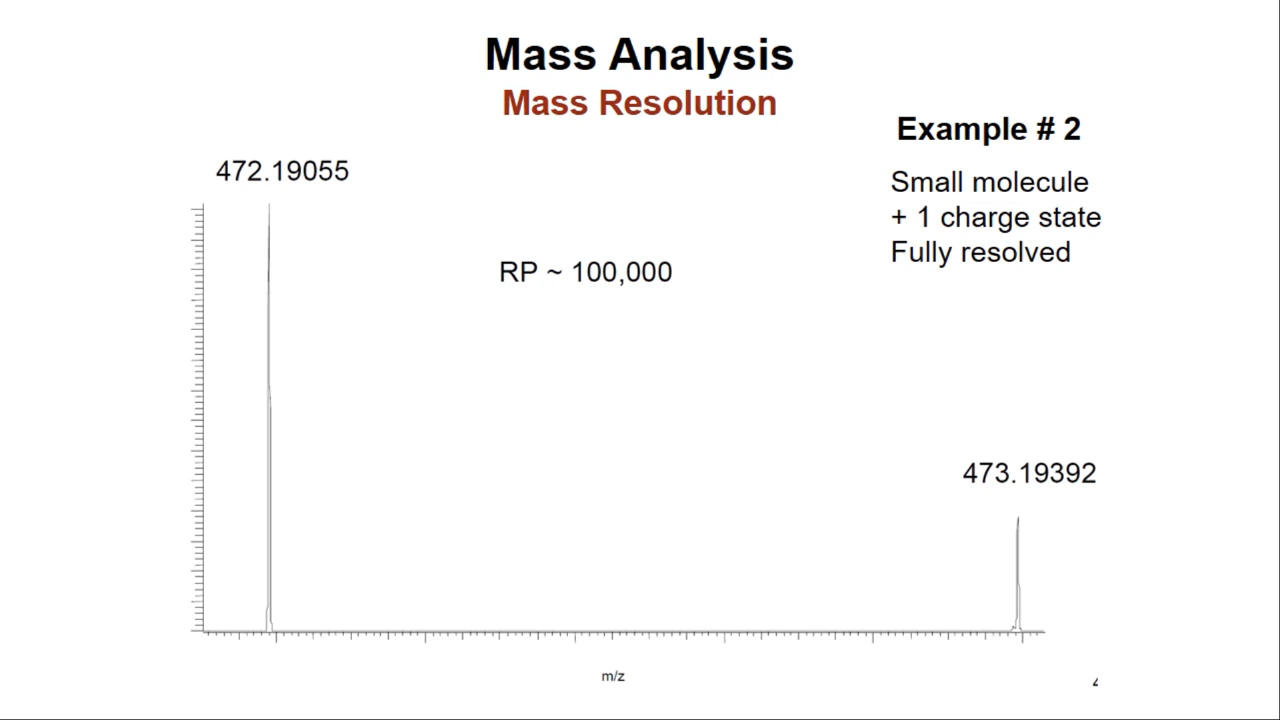 Mass Analysis
Mass Resolution
Example # 2
472.19055
Small molecule
+ 1 charge state
Fully resolved
RP ~ 100,000
473.19392
m/z